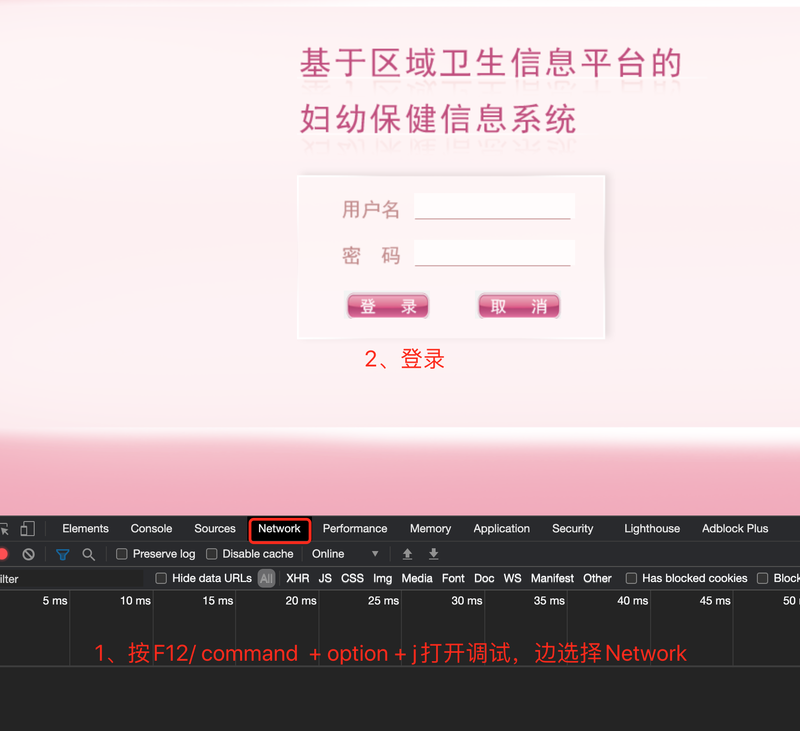 基于区域卫生信息平台的
妇幼保健信息系统
用户名
密 码
登 录 取 消
2、登录
Elements Console Sources Network Performance Memory Application Security Lighthouse Adblock Plus
Preserve log Disable cache Online
ilter Hide data URLs All XHR JS CSS Img Media Font Doc WS Manifest Other Has blocked cookies Block
5 ms 10 ms 15 ms 20 ms 25 ms 30 ms 35 ms 40 ms 45 ms 50
1、按F12/ command + option + j打开调试，边选择Network